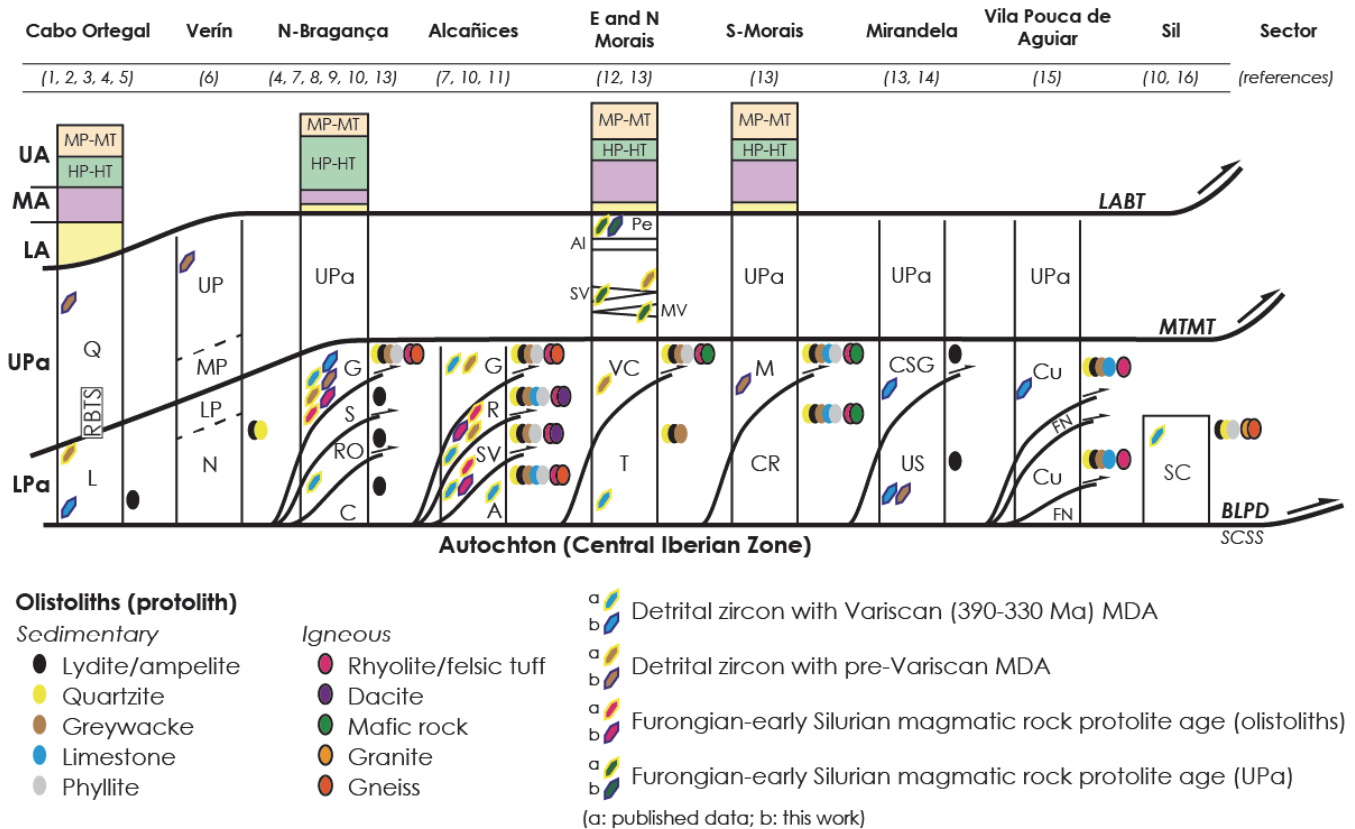 Cabo Ortegal Verín N-Bragança Alcañices E and N Morais S-Morais Mirandela Vila Pouca de Aguiar Sil Sector
(1, 2, 3, 4, 5) (6) (4, 7, 8, 9, 10, 13) (7, 10, 11) (12, 13) (13) (13, 14) (15) (10, 16) (references)
MP-MT MP-MT MP-MT MP-MT
UA HP-HT HP-HT HP-HT HP-HT
MA
LABT
LA
Pe
Al
UP UPa UPa UPa UPa
SV
MV
MTMT
UPa Q MP G G VC M CSG Cu
RBTS LP S R FN
LPa L N RO SV T CR US Cu SC
C A FN BLPD
SCSS
Autochton (Central Iberian Zone)
Olistoliths (protolith)
Sedimentary Igneous
Lydite/ampelite Rhyolite/felsic tuff
Quartzite Dacite
Greywacke Mafic rock
Limestone Granite
Phyllite Gneiss
a
b Detrital zircon with Variscan (390-330 Ma) MDA
a
b Detrital zircon with pre-Variscan MDA
a
b Furongian-early Silurian magmatic rock protolite age (olistoliths)
a
b Furongian-early Silurian magmatic rock protolite age (UPa)
(a: published data; b: this work)